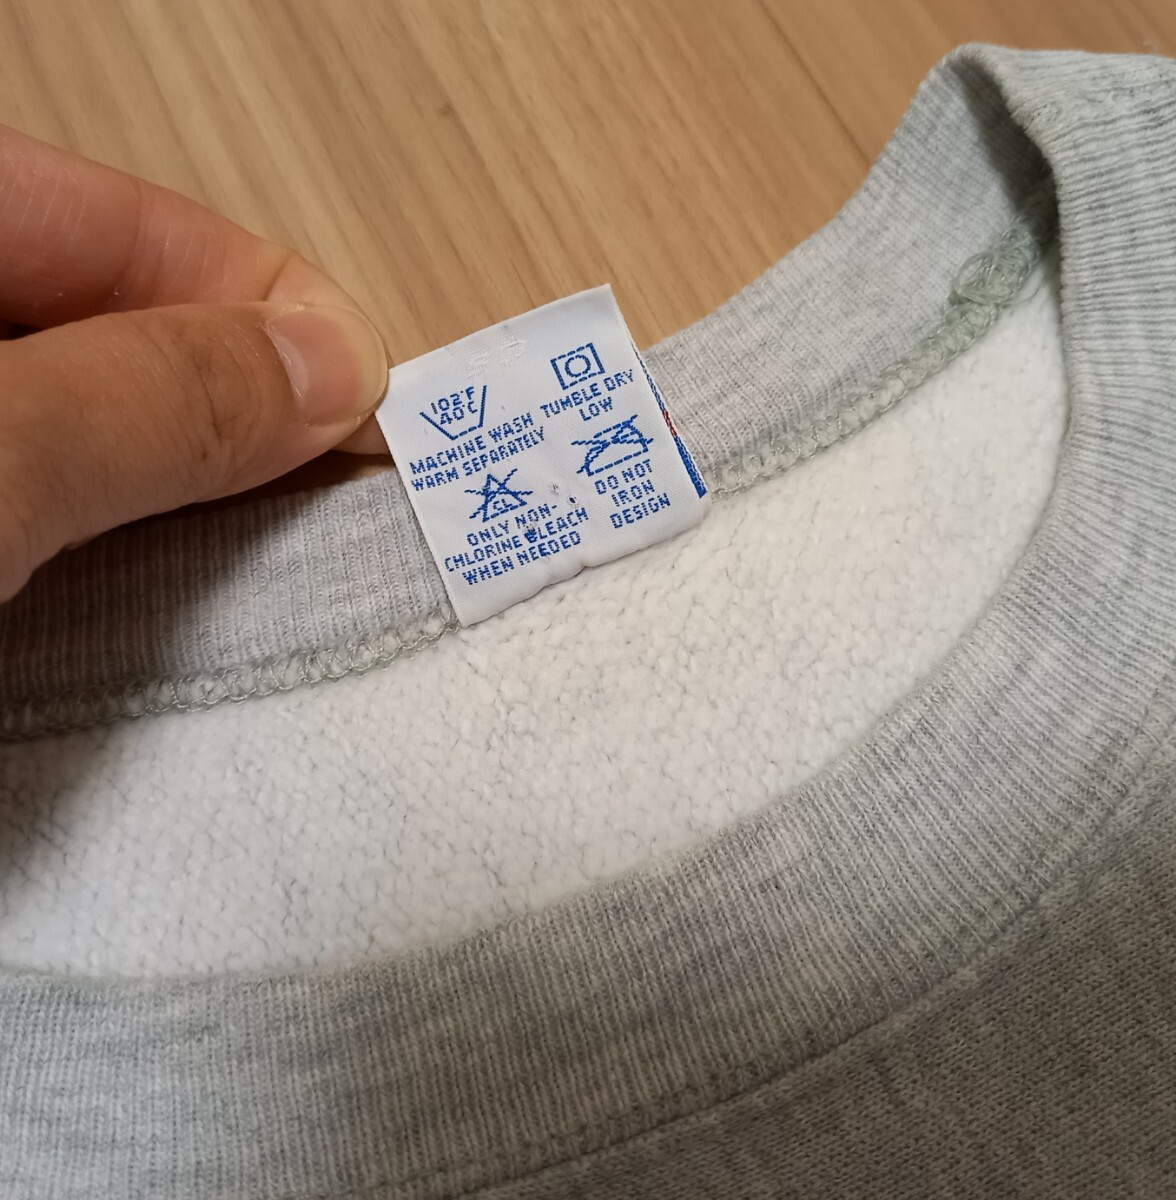 102°F
40°C
MACHINE WASH
WARM SEPARATELY
TUMBLE DRY
LOW
CL
ONLY NON-
CHLORINE BLEACH
WHEN NEEDED
DO NOT
IRON
DESIGN